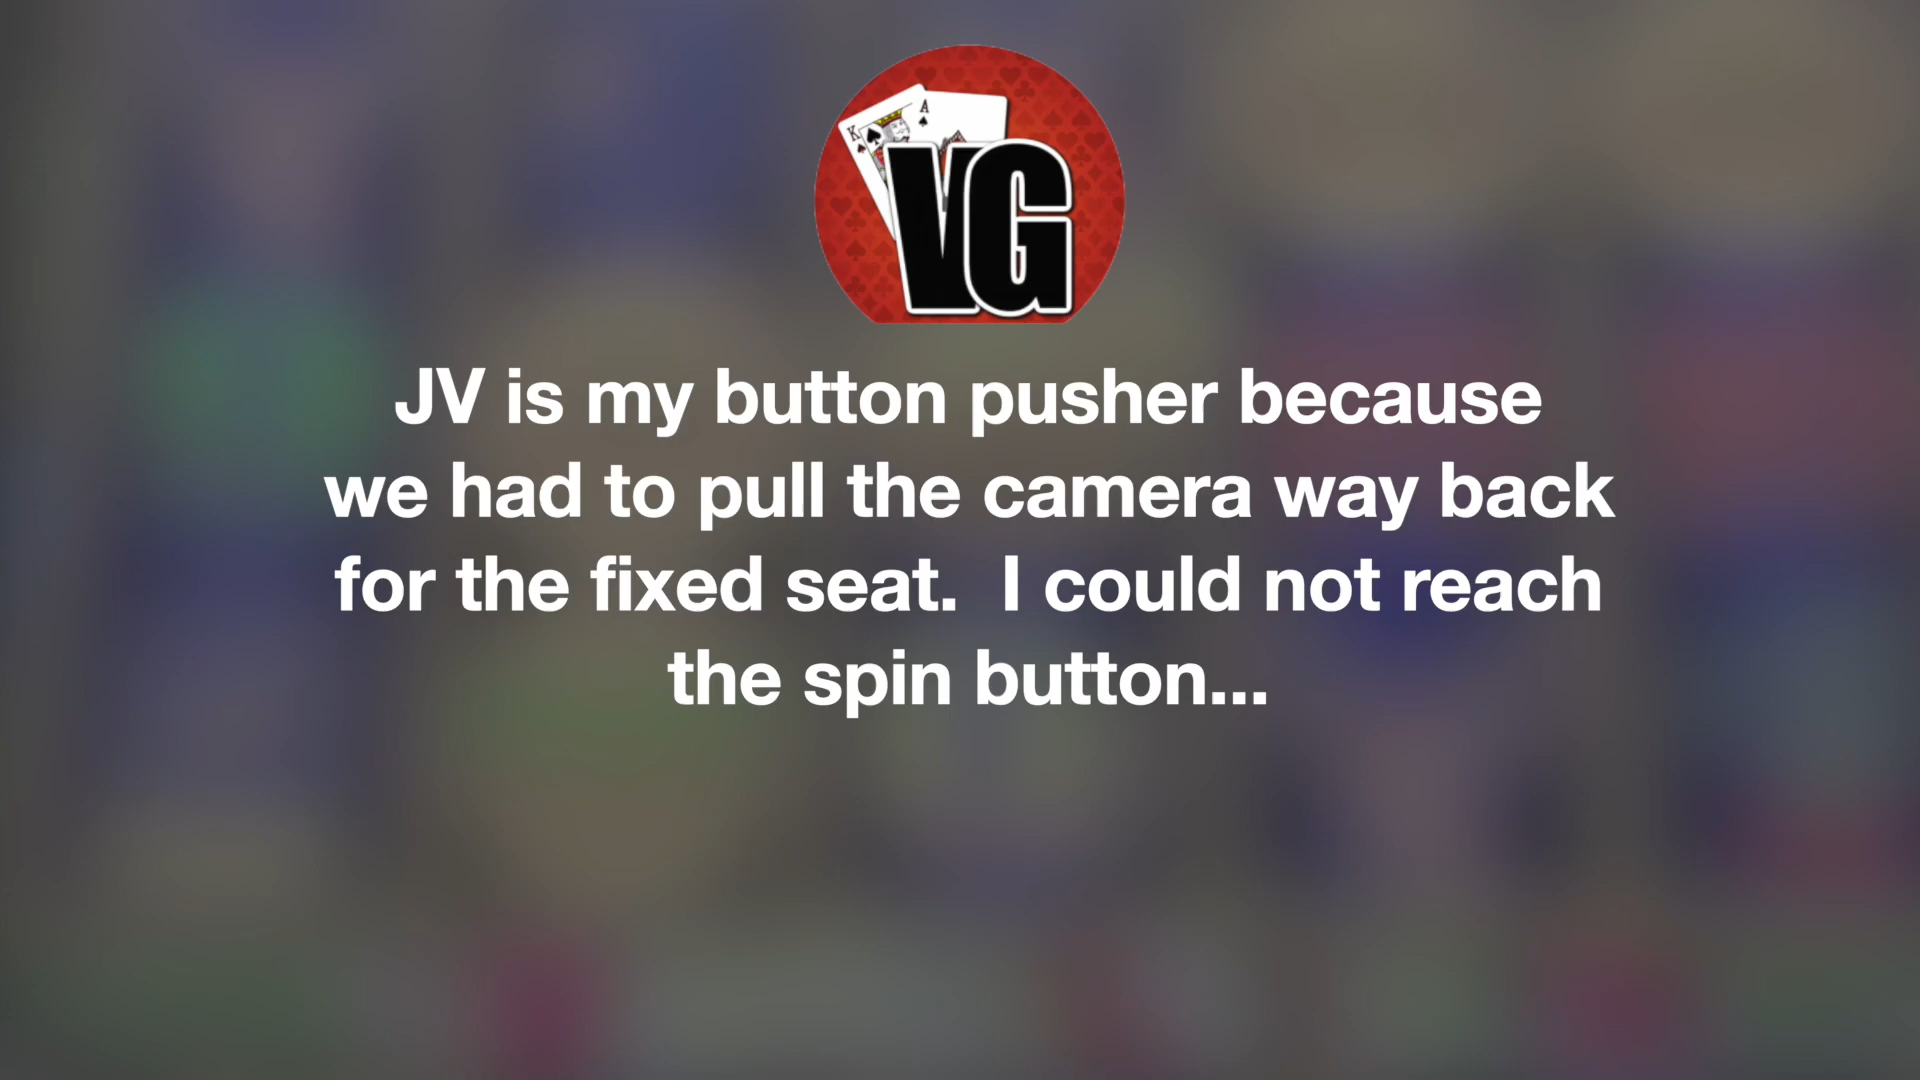 K
A
VG
JV is my button pusher because
we had to pull the camera way back
for the fixed seat.  I could not reach
the spin button...